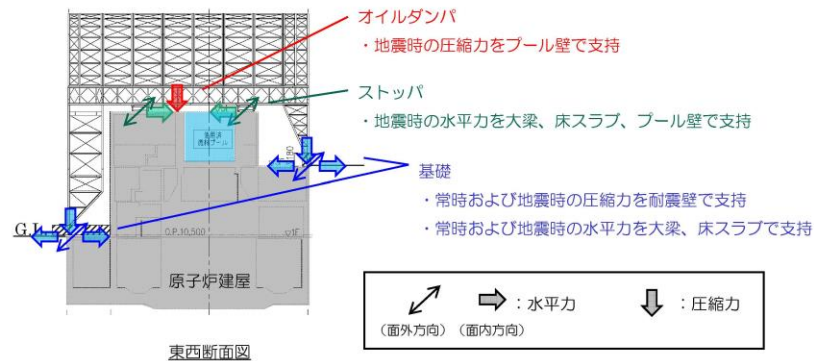 オイルダンパ
・地震時の圧縮力をプール壁で支持
ストッパ
・地震時の水平力を大梁、床スラブ、プール壁で支持
基礎
・常時および地震時の圧縮力を耐震壁で支持
・常時および地震時の水平力を大梁、床スラブで支持
使用済
燃料プール
G.L.
O.P.10,500
▽1F
原子炉建屋
：水平力
：圧縮力
（面外方向）（面内方向）
東西断面図